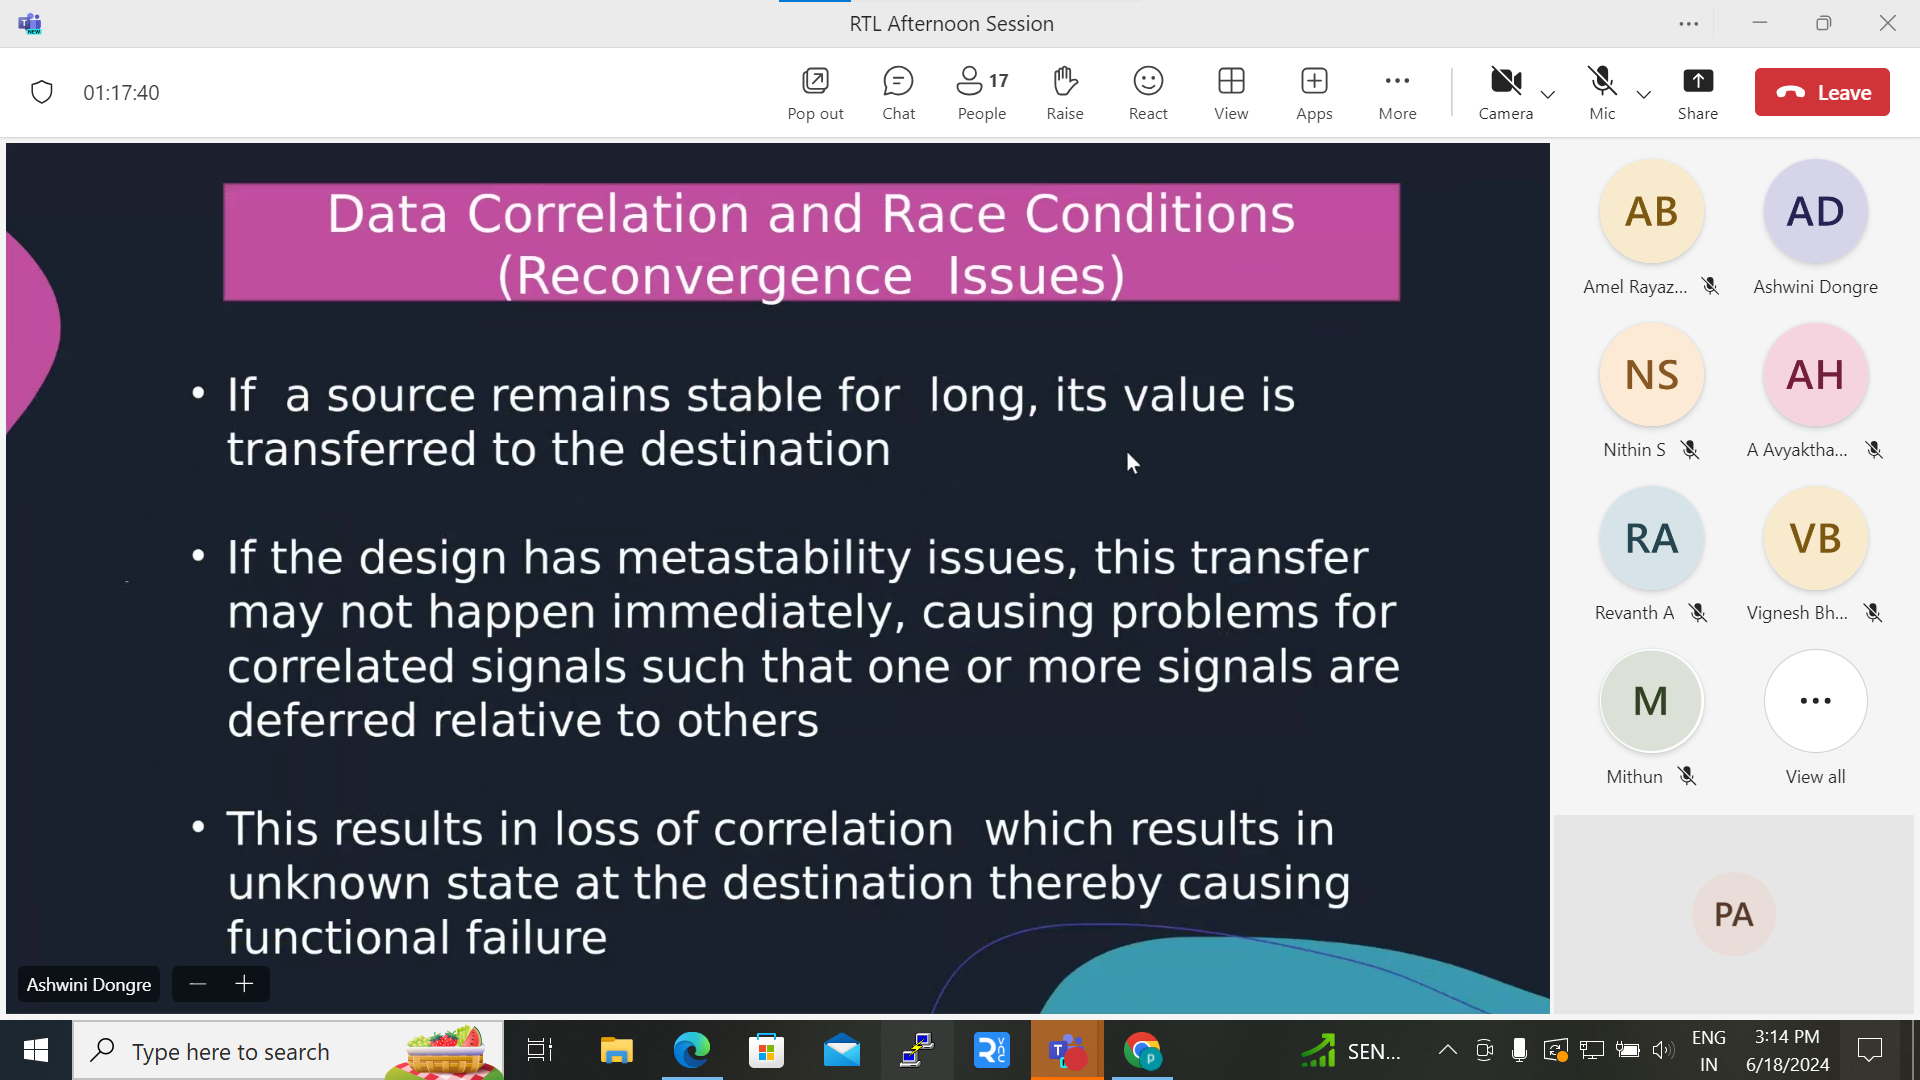 RTL Afternoon Session
NEW
01:17:40
Pop out
Chat
17
People
Raise
React
View
Apps
More
Camera
Mic
Share
Leave
Data Correlation and Race Conditions
(Reconvergence Issues)
• If a source remains stable for long, its value is
transferred to the destination
• If the design has metastability issues, this transfer
may not happen immediately, causing problems for
correlated signals such that one or more signals are
deferred relative to others
• This results in loss of correlation which results in
unknown state at the destination thereby causing
functional failure
Ashwini Dongre
AB
AD
Amel Rayaz...
Ashwini Dongre
NS
AH
Nithin S
A Avyaktha...
RA
VB
Revanth A
Vignesh Bh...
M
Mithun
View all
PA
Type here to search
SEN...
ENG
IN
3:14 PM
6/18/2024